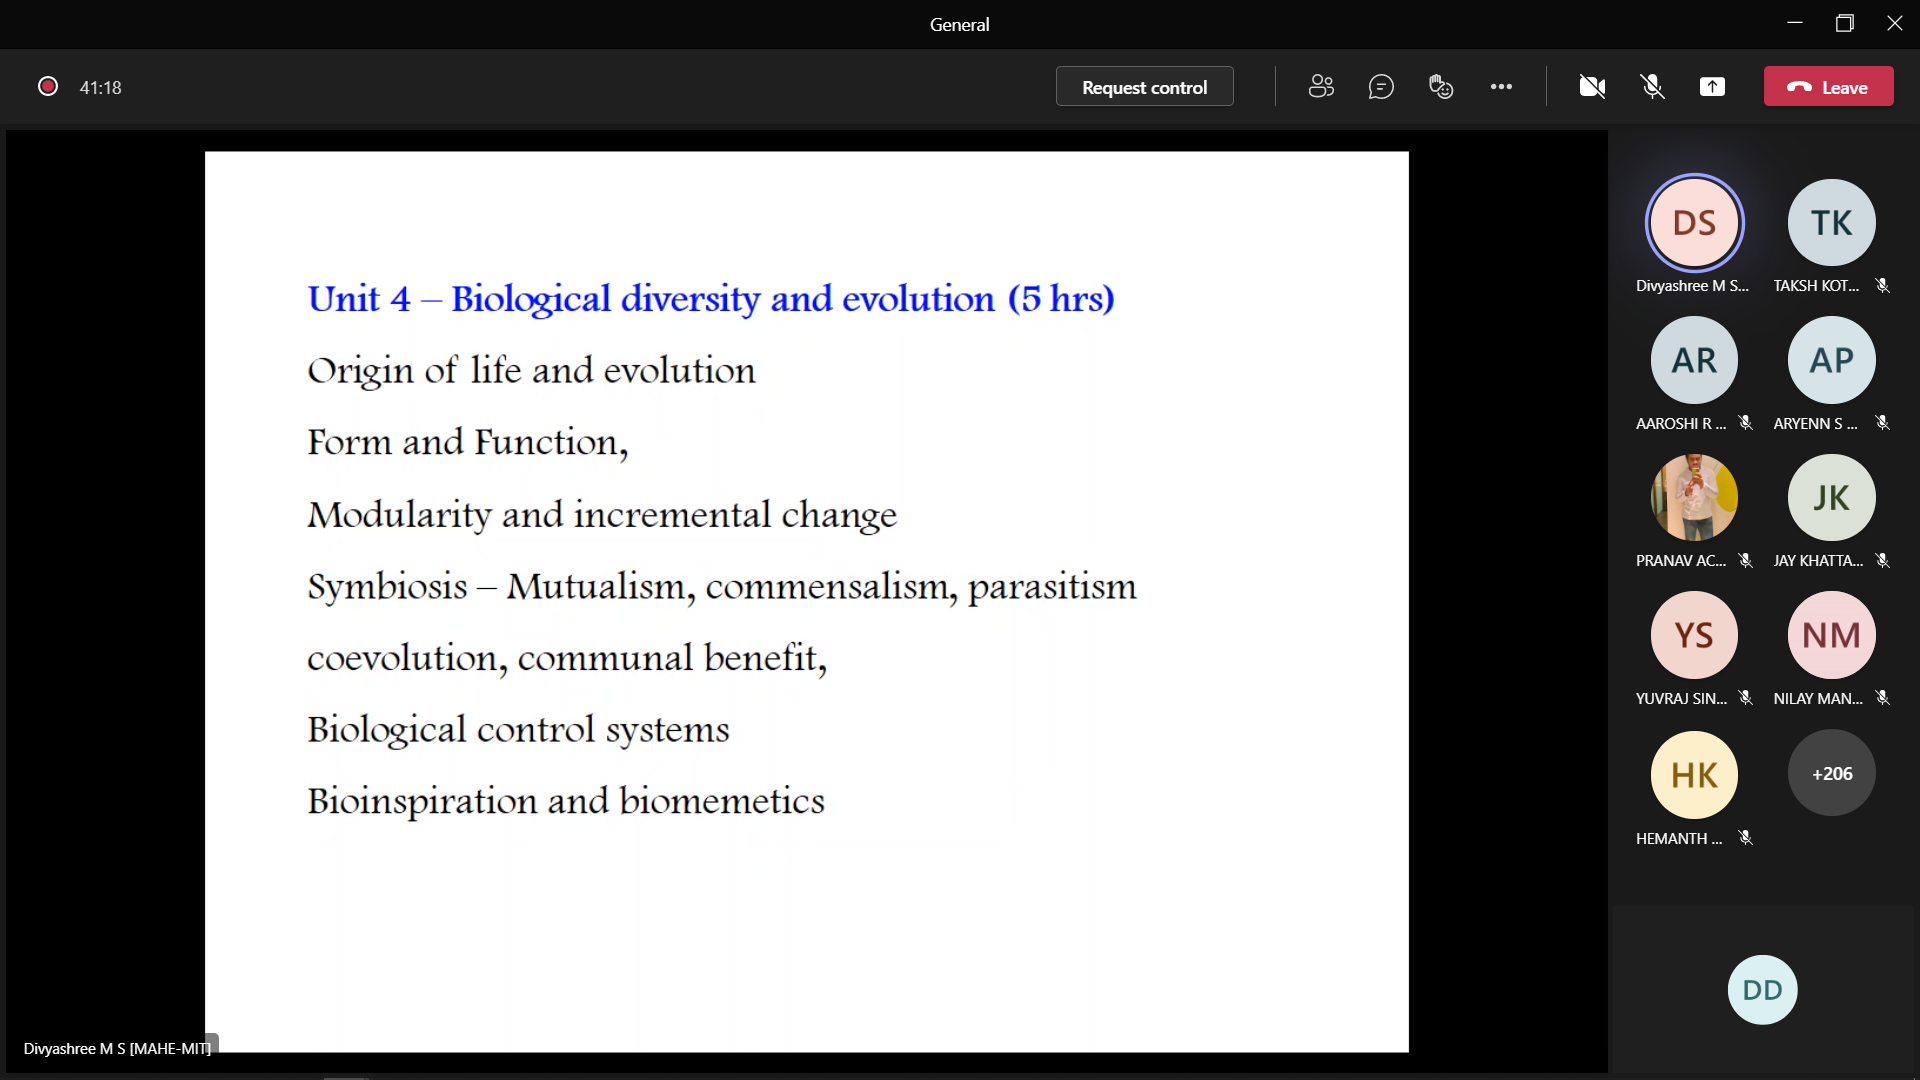 General
41:18
Request control
Leave
Unit 4 – Biological diversity and evolution (5 hrs)
Origin of life and evolution
Form and Function,
Modularity and incremental change
Symbiosis – Mutualism, commensalism, parasitism
coevolution, communal benefit,
Biological control systems
Bioinspiration and biomemetics
Divyashree M S [MAHE-MIT]
DS
TK
Divyashree M S...
TAKSH KOT...
AR
AP
AAROSHI R ...
ARYENN S ...
JK
PRANAV AC...
JAY KHATTA...
YS
NM
YUVRAJ SIN...
NILAY MAN...
HK
+206
HEMANTH ...
DD